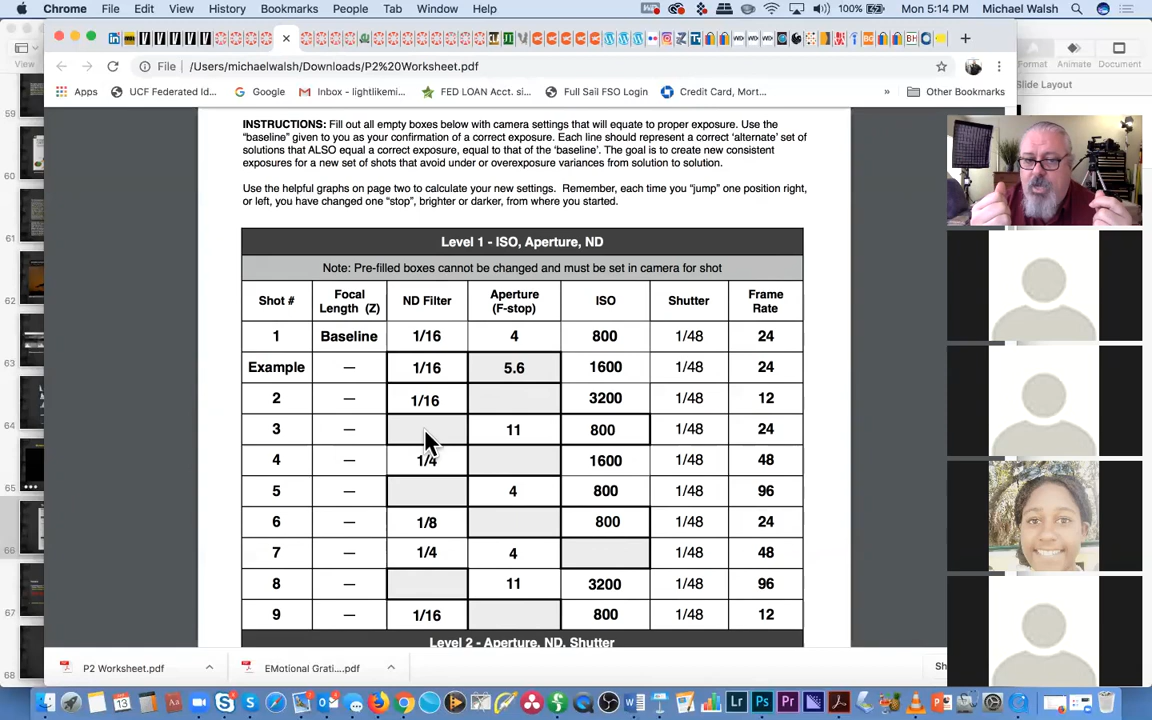 Chrome File Edit View History Bookmarks People Tab Window Help 100% Mon 5:14 PM Michael Walsh
File /Users/michaelwalsh/Downloads/P2%20Worksheet.pdf
Apps UCF Federated Ide... Google Inbox - lightlikemi... FED LOAN Acct. si... Full Sail FSO Login Credit Card, Mort... » Other Bookmarks
View
Format Animate Document
Slide Layout
59
60
61
62
63
64
65
66
67
68
INSTRUCTIONS: Fill out all empty boxes below with camera settings that will equate to proper exposure. Use the
“baseline” given to you as your confirmation of a correct exposure. Each line should represent a correct ‘alternate’ set of
solutions that ALSO equal a correct exposure, equal to that of the ‘baseline’. The goal is to create new consistent
exposures for a new set of shots that avoid under or overexposure variances from solution to solution.
Use the helpful graphs on page two to calculate your new settings. Remember, each time you “jump” one position right,
or left, you have changed one “stop”, brighter or darker, from where you started.
Level 1 - ISO, Aperture, ND
Note: Pre-filled boxes cannot be changed and must be set in camera for shot
Shot # Focal Length (Z) ND Filter Aperture (F-stop) ISO Shutter Frame Rate
1 Baseline 1/16 4 800 1/48 24
Example — 1/16 5.6 1600 1/48 24
2 — 1/16 3200 1/48 12
3 — 11 800 1/48 24
4 — 1/4 1600 1/48 48
5 — 4 800 1/48 96
6 — 1/8 800 1/48 24
7 — 1/4 4 1/48 48
8 — 11 3200 1/48 96
9 — 1/16 800 1/48 12
Level 2 - Aperture, ND, Shutter
P2 Worksheet.pdf EMotional Grati....pdf